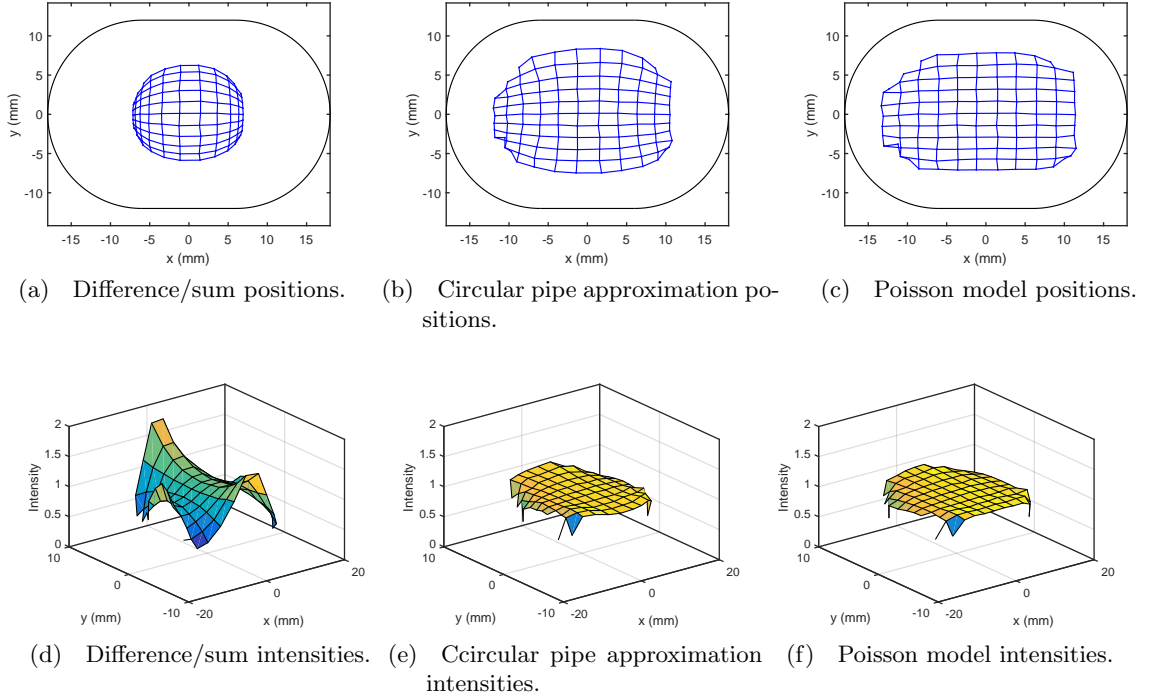 10
5
0
-5
-10
y (mm)
-15 -10 -5 0 5 10 15
x (mm)
(a) Difference/sum positions.
10
5
0
-5
-10
y (mm)
-15 -10 -5 0 5 10 15
x (mm)
(b) Circular pipe approximation po-
sitions.
10
5
0
-5
-10
y (mm)
-15 -10 -5 0 5 10 15
x (mm)
(c) Poisson model positions.
2
1.5
1
0.5
0
Intensity
10
0
-10
y (mm)
-20
0
20
x (mm)
(d) Difference/sum intensities.
2
1.5
1
0.5
0
Intensity
10
0
-10
y (mm)
-20
0
20
x (mm)
(e) Ccircular pipe approximation
intensities.
2
1.5
1
0.5
0
Intensity
10
0
-10
y (mm)
-20
0
20
x (mm)
(f) Poisson model intensities.